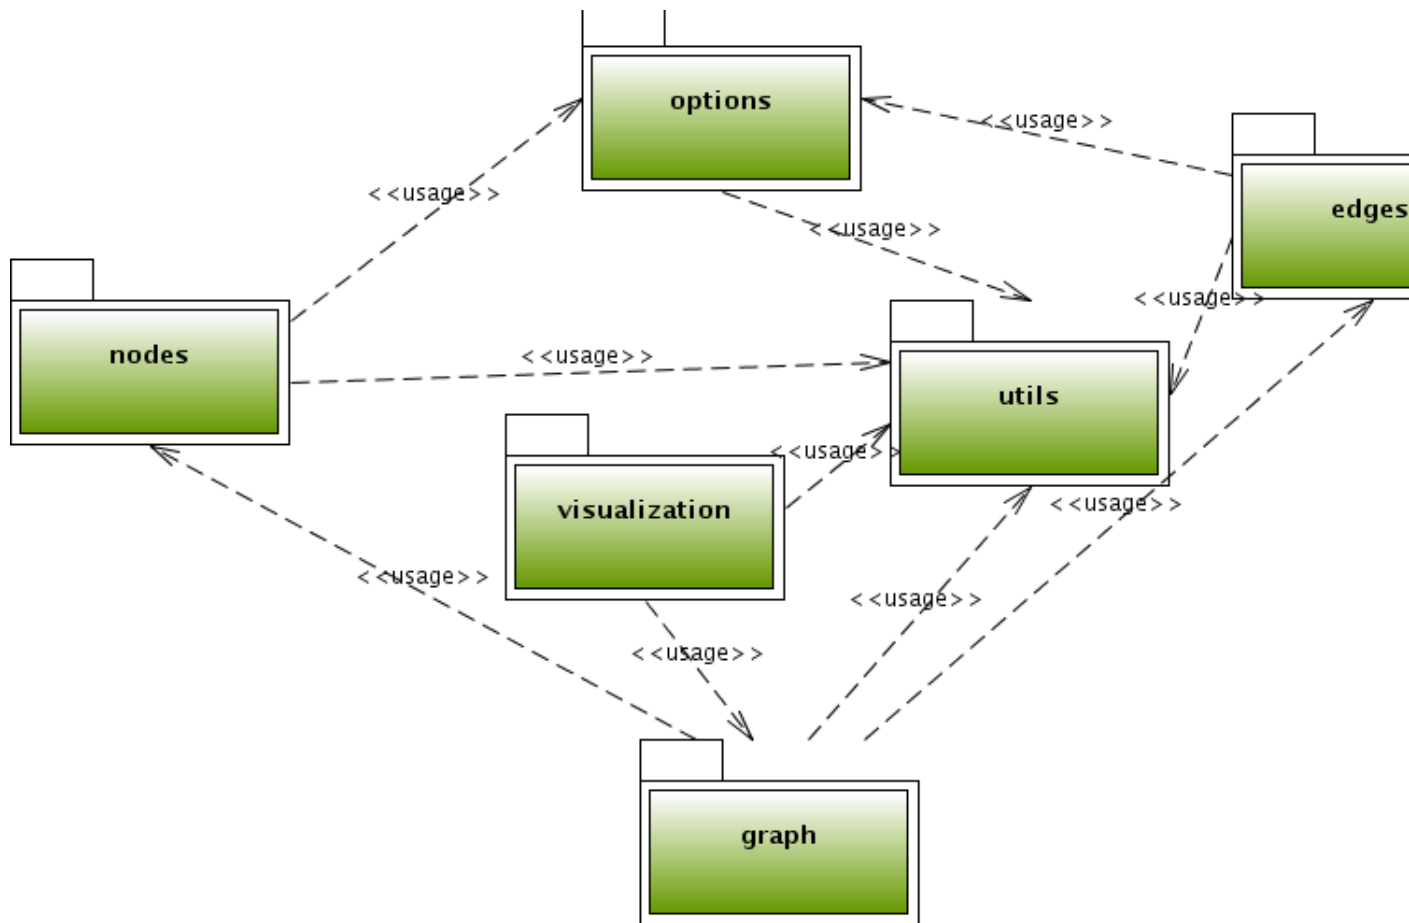 options
<<usage>>
<<usage>>
edges
<<usage>>
<<usage>>
nodes
<<usage>>
utils
<<usage>>
visualization
<<usage>>
<<usage>>
<<usage>>
<<usage>>
graph